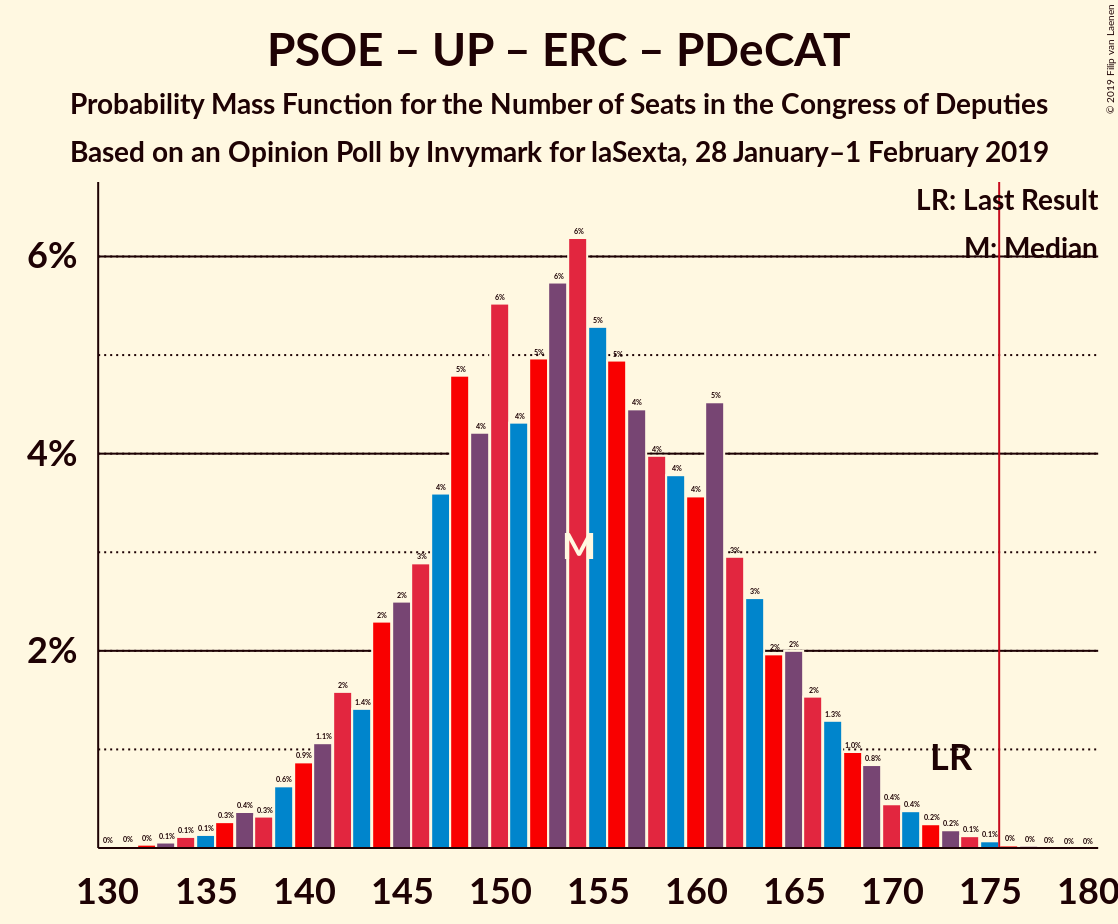 PSOE – UP – ERC – PDeCAT
Probability Mass Function for the Number of Seats in the Congress of Deputies
Based on an Opinion Poll by Invymark for laSexta, 28 January–1 February 2019
© 2019 Filip van Laenen
LR: Last Result
M: Median
6%
4%
2%
0% 0% 0% 0.1% 0.1% 0.1% 0.3% 0.4% 0.3% 0.6% 0.9% 1.1% 2% 1.4% 2% 2% 3% 4% 5% 4% 6% 4% 5% 6% 6% 5% 5% 4% 4% 4% 4% 5% 3% 3% 2% 2% 2% 1.3% 1.0% 0.8% 0.4% 0.4% 0.2% 0.2% 0.1% 0.1% 0% 0% 0% 0% 0%
M
LR
130 135 140 145 150 155 160 165 170 175 180